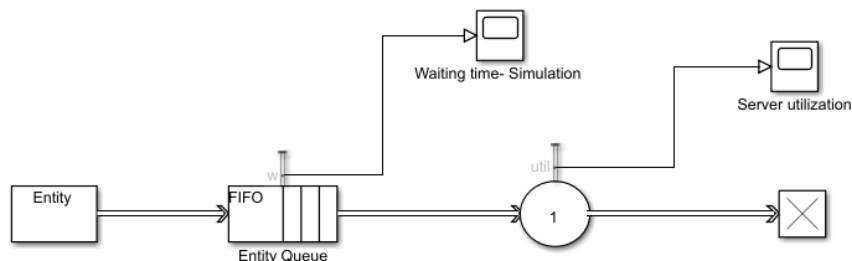 Waiting time- Simulation
Server utilization
w
util
Entity
FIFO
1
Entity Queue